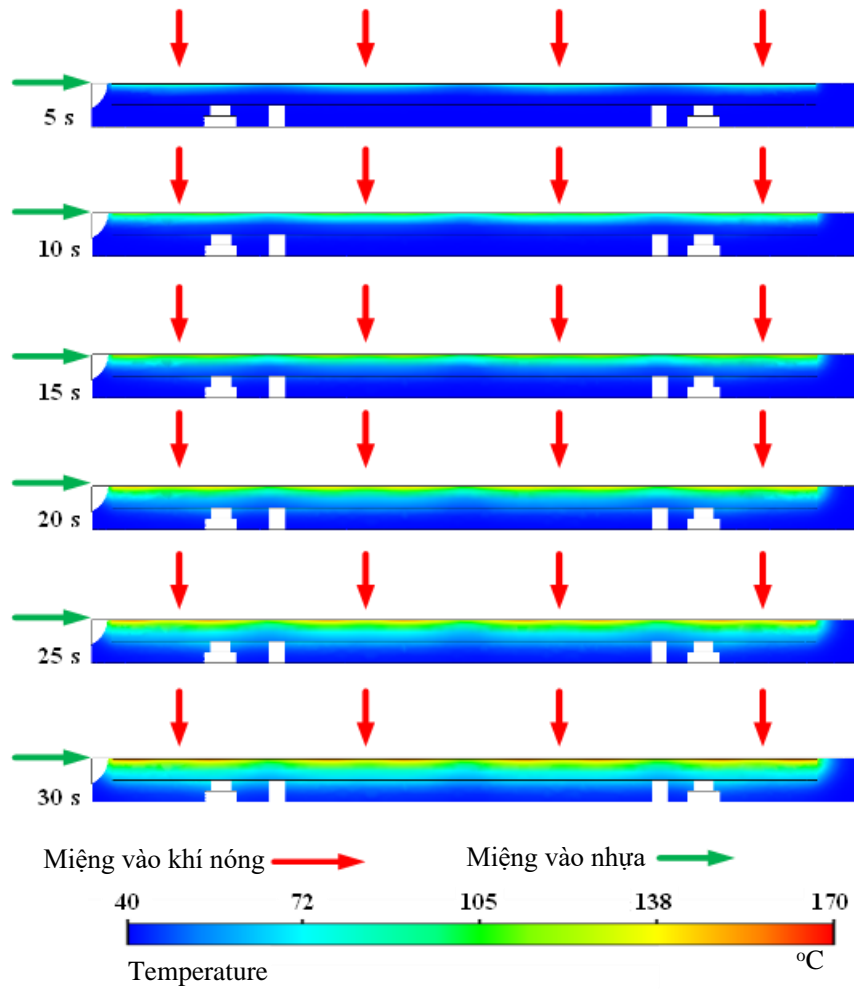 5 s
10 s
15 s
20 s
25 s
30 s
Miệng vào khí nóng
Miệng vào nhựa
40 72 105 138 170
Temperature
°C